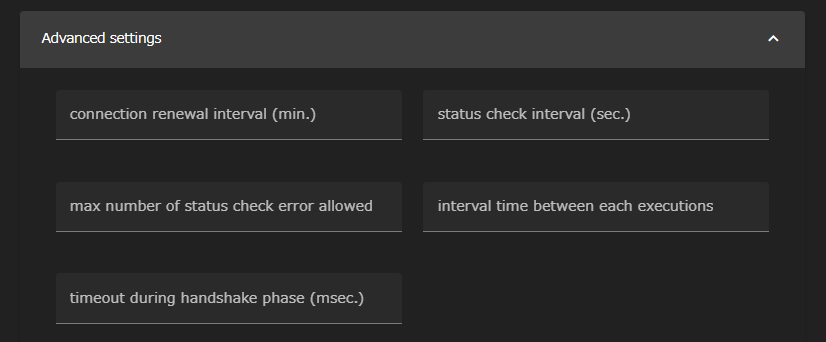 Advanced settings
connection renewal interval (min.)
status check interval (sec.)
max number of status check error allowed
interval time between each executions
timeout during handshake phase (msec.)